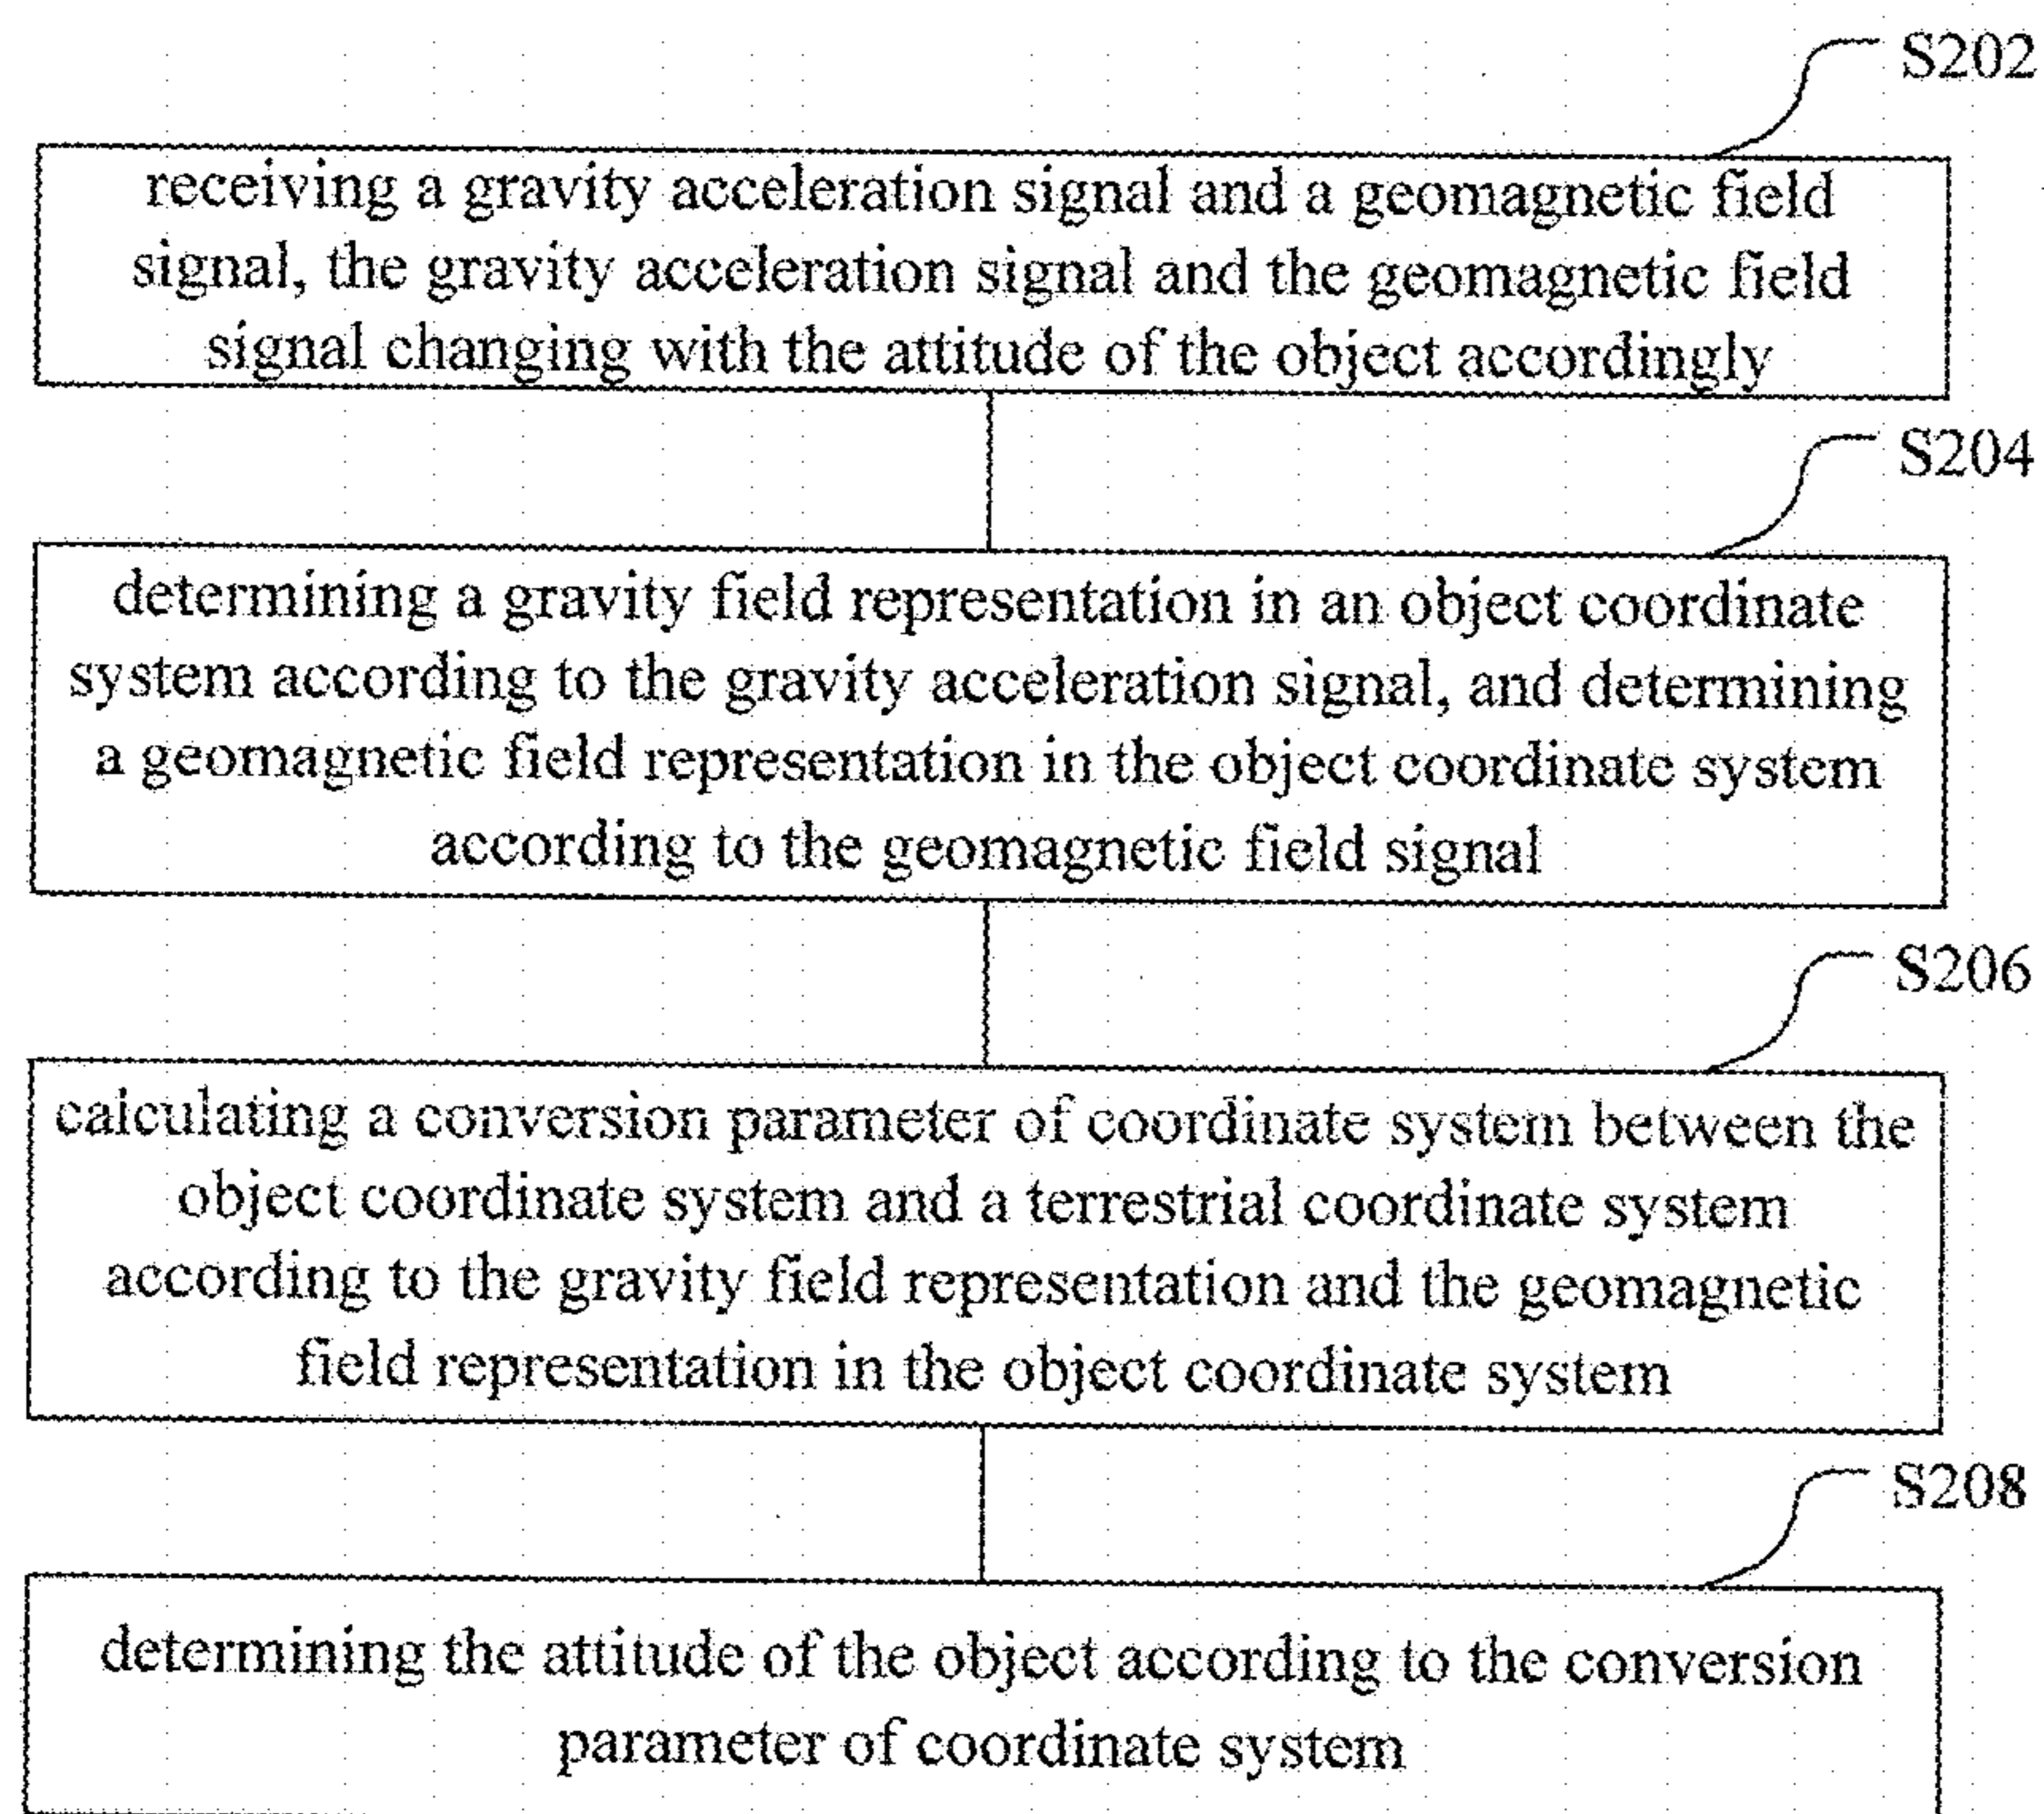 S202
receiving a gravity acceleration signal and a geomagnetic field
signal, the gravity acceleration signal and the geomagnetic field
signal changing with the attitude of the object accordingly
S204
determining a gravity field representation in an object coordinate
system according to the gravity acceleration signal, and determining
a geomagnetic field representation in the object coordinate system
according to the geomagnetic field signal
S206
calculating a conversion parameter of coordinate system between the
object coordinate system and a terrestrial coordinate system
according to the gravity field representation and the geomagnetic
field representation in the object coordinate system
S208
determining the attitude of the object according to the conversion
parameter of coordinate system